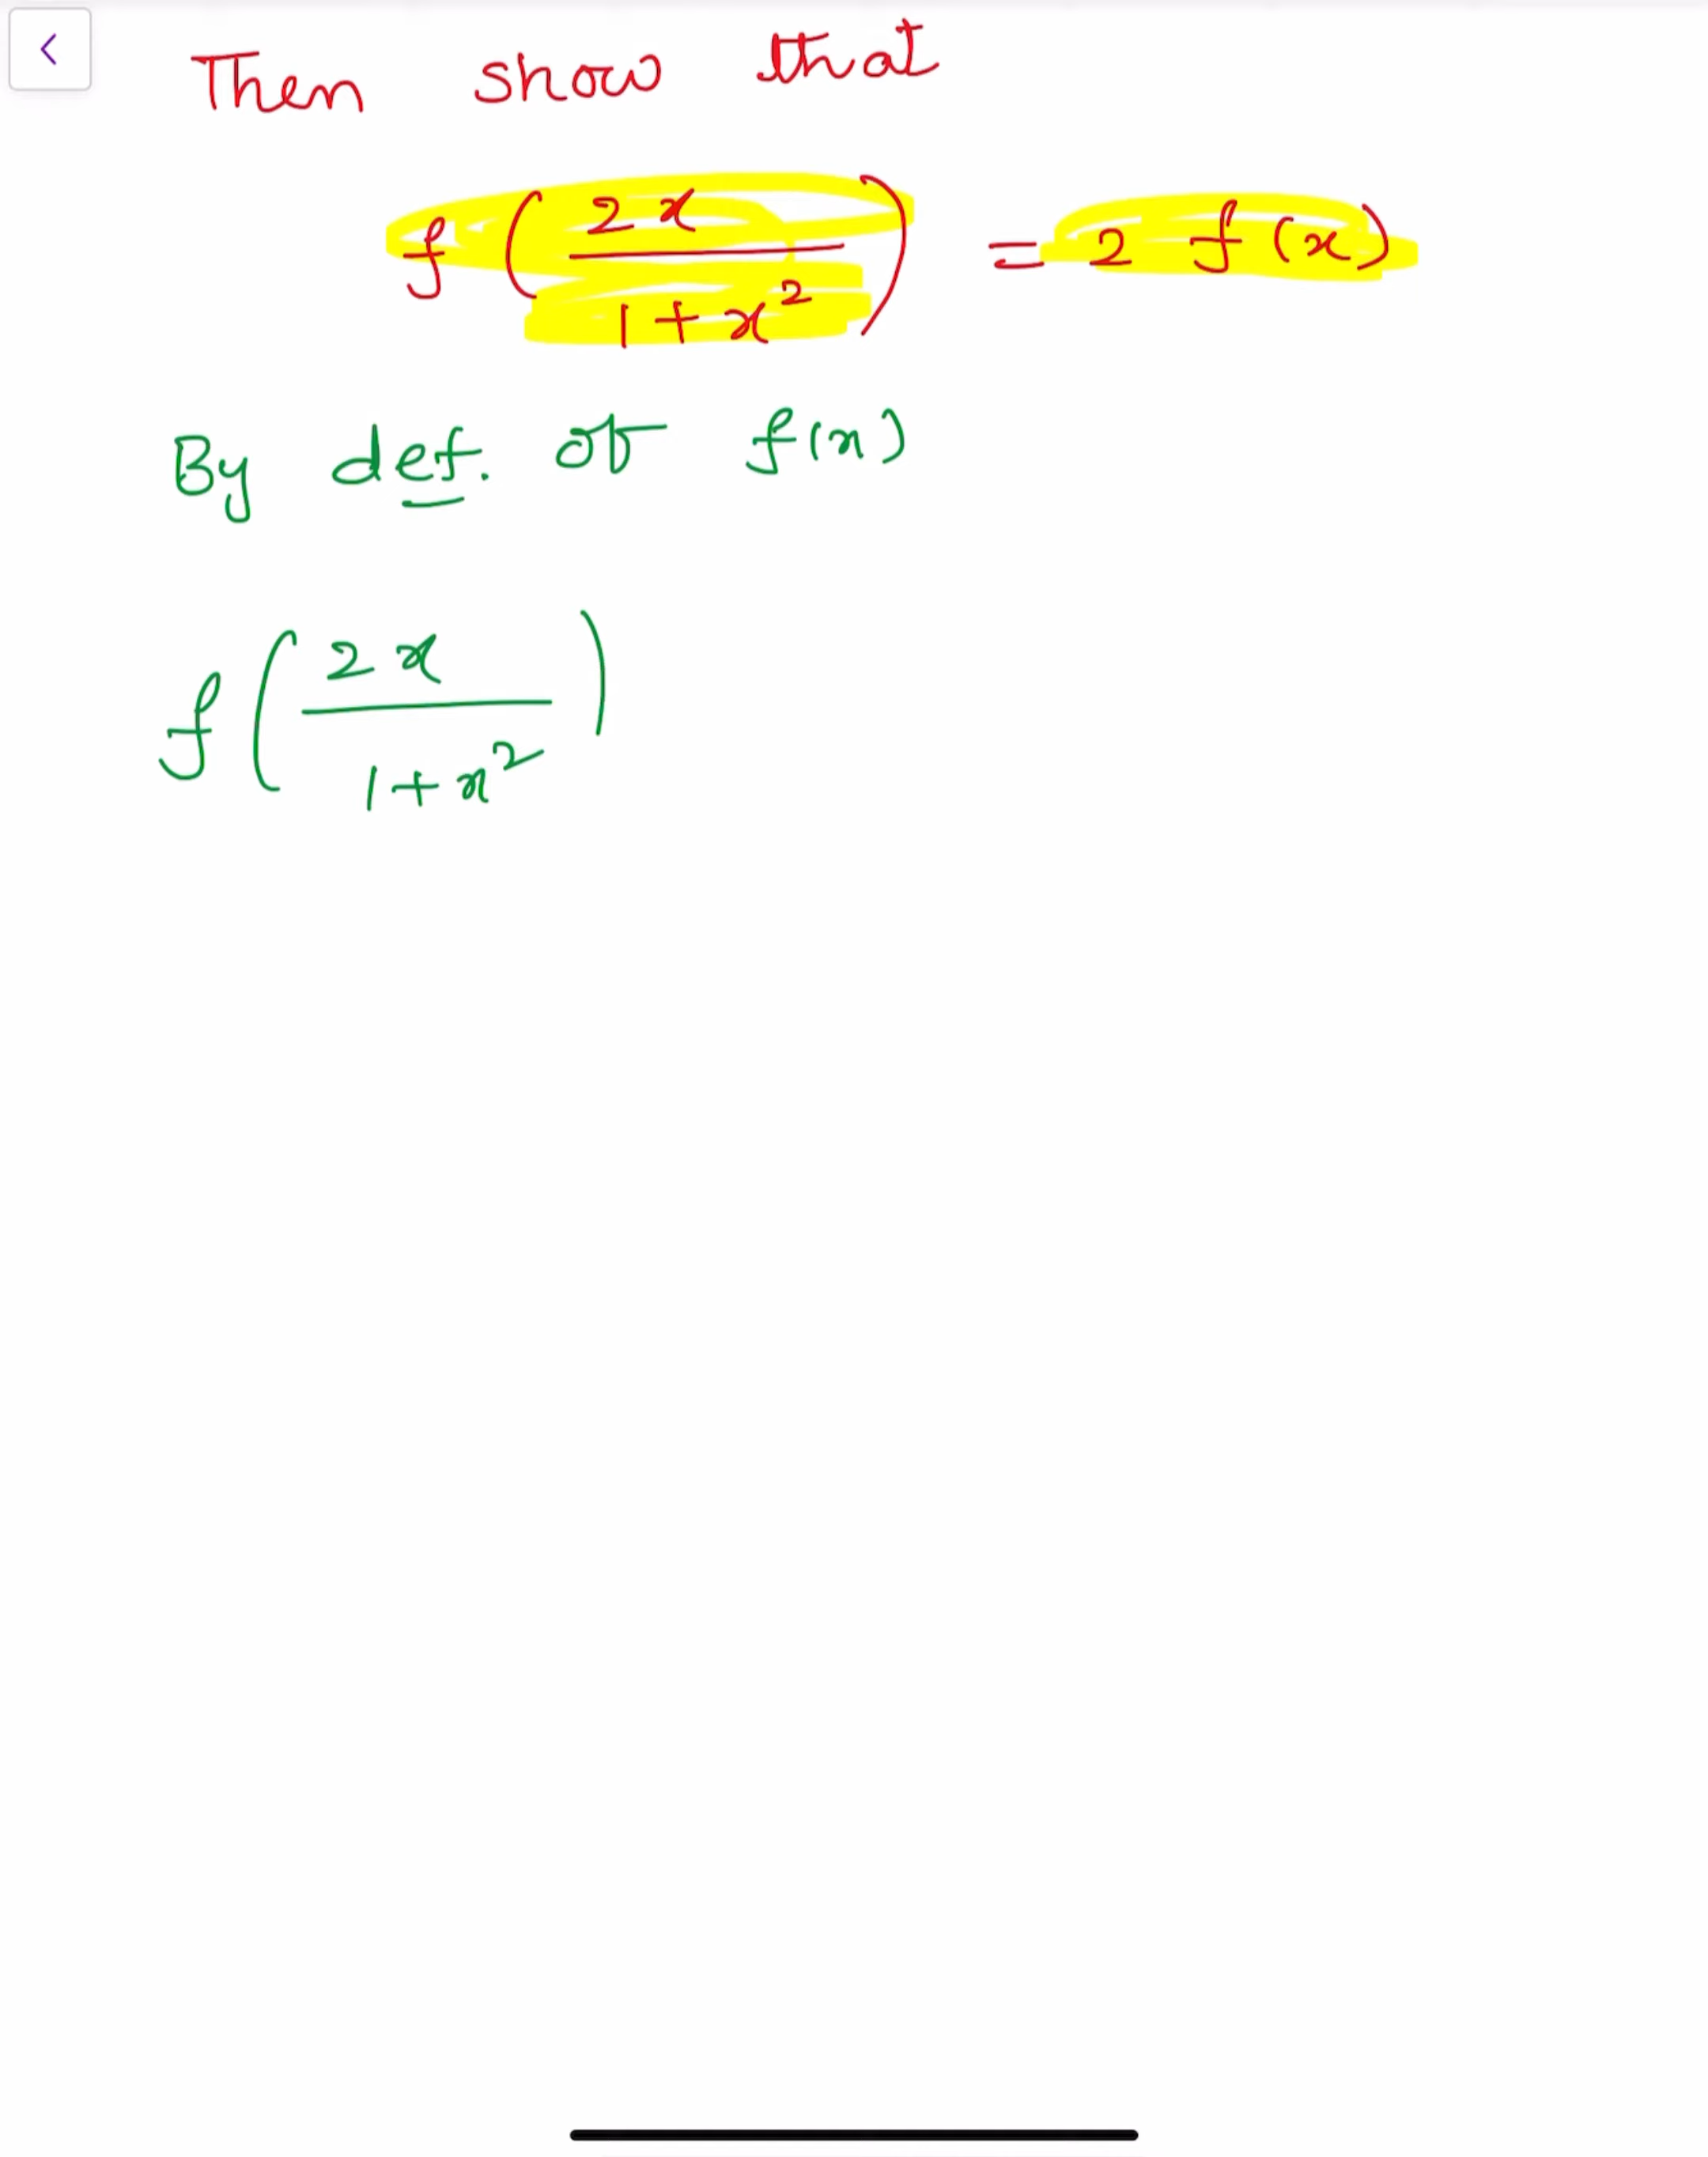 Then show that
f(2x/(1+x²)) = 2 f(x)
By def. of f(x)
f(2x/(1+x²))